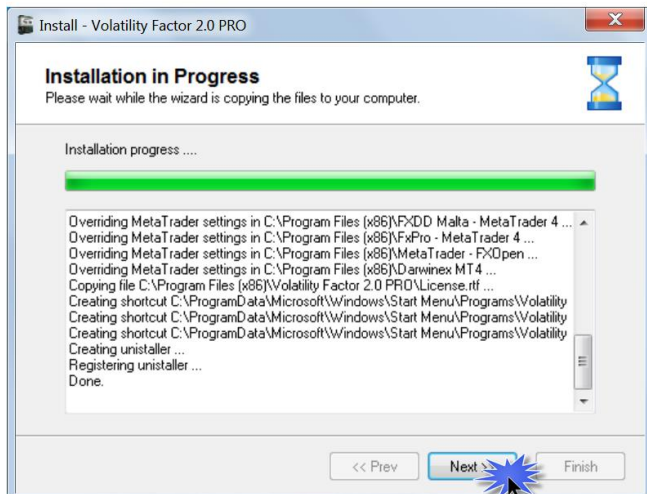 Install - Volatility Factor 2.0 PRO
Installation in Progress
Please wait while the wizard is copying the files to your computer.
Installation progress ....
Overriding MetaTrader settings in C:\Program Files (x86)\FXDD Malta - MetaTrader 4 ...
Overriding MetaTrader settings in C:\Program Files (x86)\FxPro - MetaTrader 4 ...
Overriding MetaTrader settings in C:\Program Files (x86)\MetaTrader - FXOpen ...
Overriding MetaTrader settings in C:\Program Files (x86)\Darwinex MT4 ...
Copying file C:\Program Files (x86)\Volatility Factor 2.0 PRO\License.rtf ...
Creating shortcut C:\ProgramData\Microsoft\Windows\Start Menu\Programs\Volatility
Creating shortcut C:\ProgramData\Microsoft\Windows\Start Menu\Programs\Volatility
Creating shortcut C:\ProgramData\Microsoft\Windows\Start Menu\Programs\Volatility
Creating unistaller ...
Registering unistaller ...
Done.
<< Prev Next > Finish